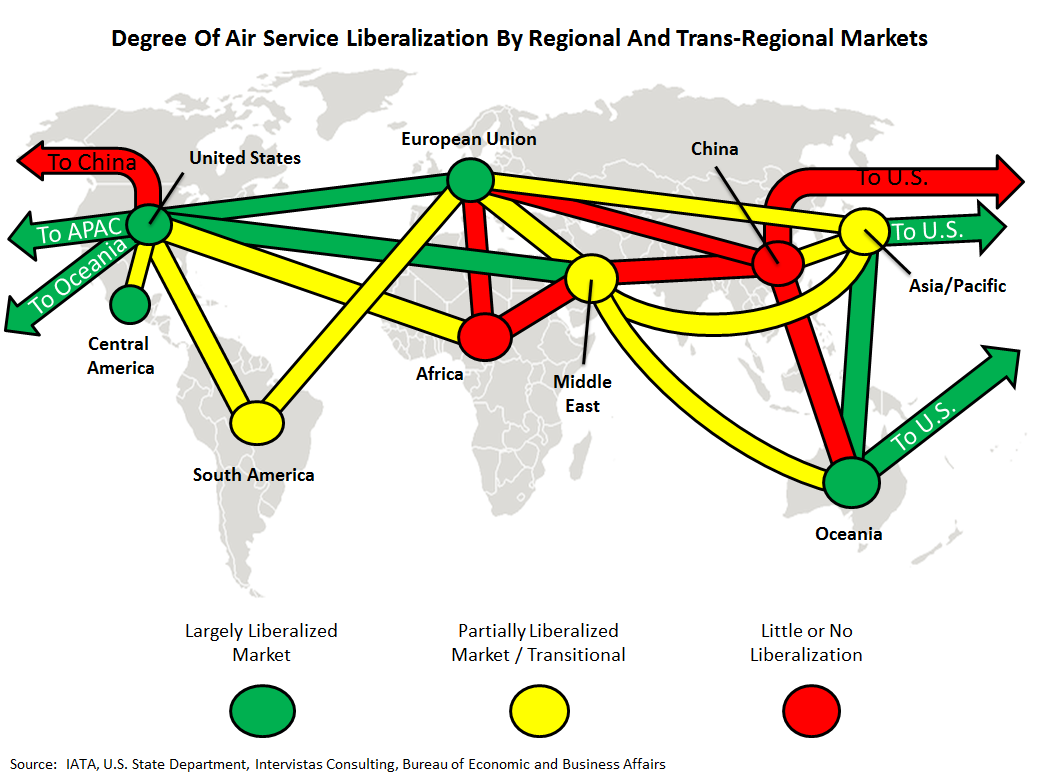 Degree Of Air Service Liberalization By Regional And Trans-Regional Markets
European Union
United States
China
To China
To U.S.
To APAC
To U.S.
To Oceania
Asia/Pacific
Central
America
Africa
Middle
East
To U.S.
South America
Oceania
Largely Liberalized
Market
Partially Liberalized
Market / Transitional
Little or No
Liberalization
Source:  IATA, U.S. State Department, Intervistas Consulting, Bureau of Economic and Business Affairs